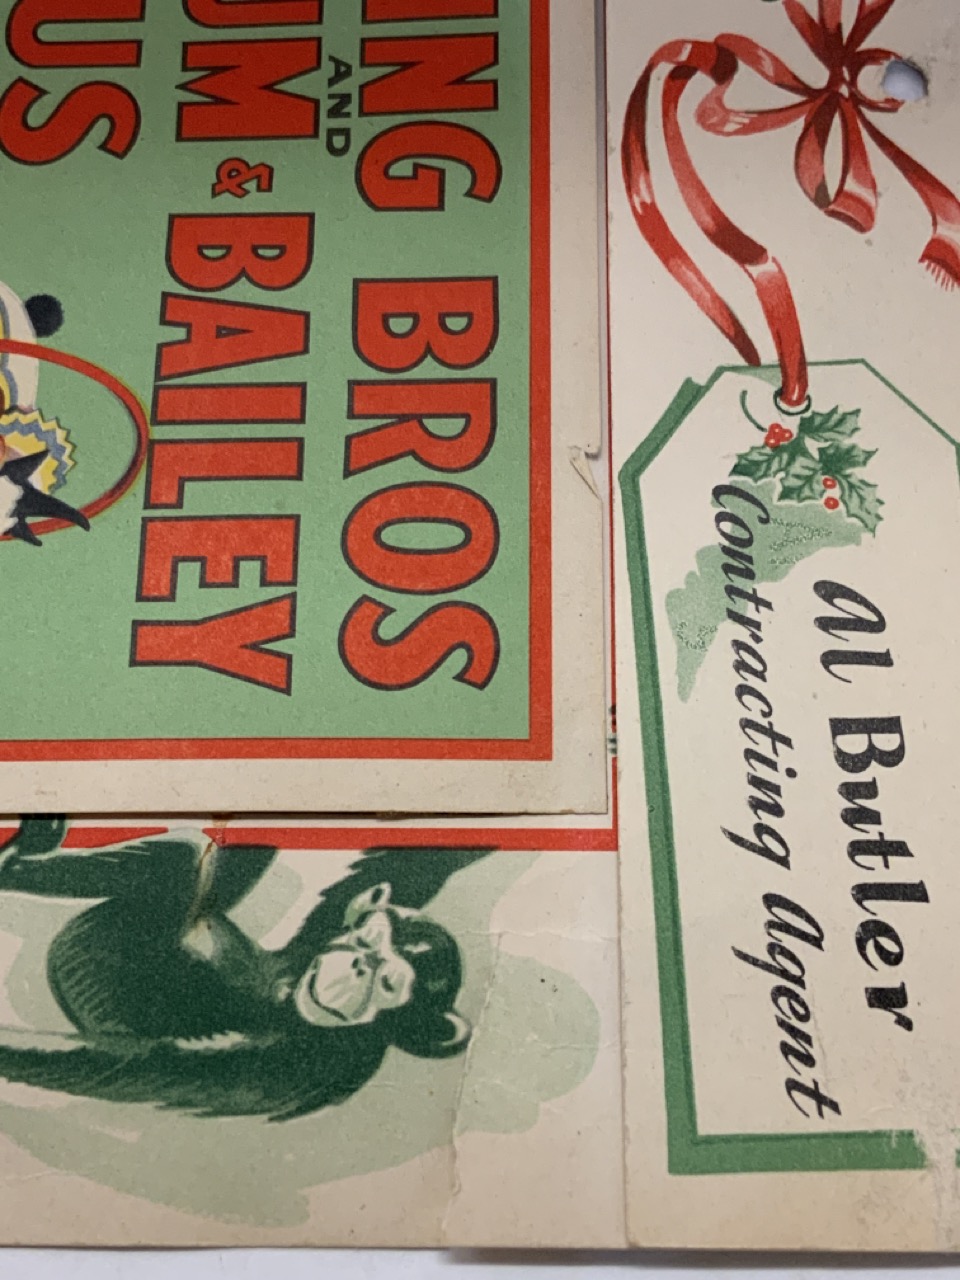 ING BROS
AND
UM & BAILEY
US
Al Butler
Contracting Agent